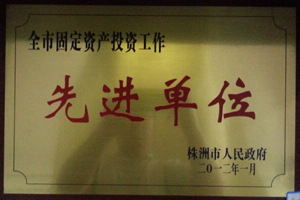 全市固定资产投资工作
先进单位
株洲市人民政府
二〇一二年一月